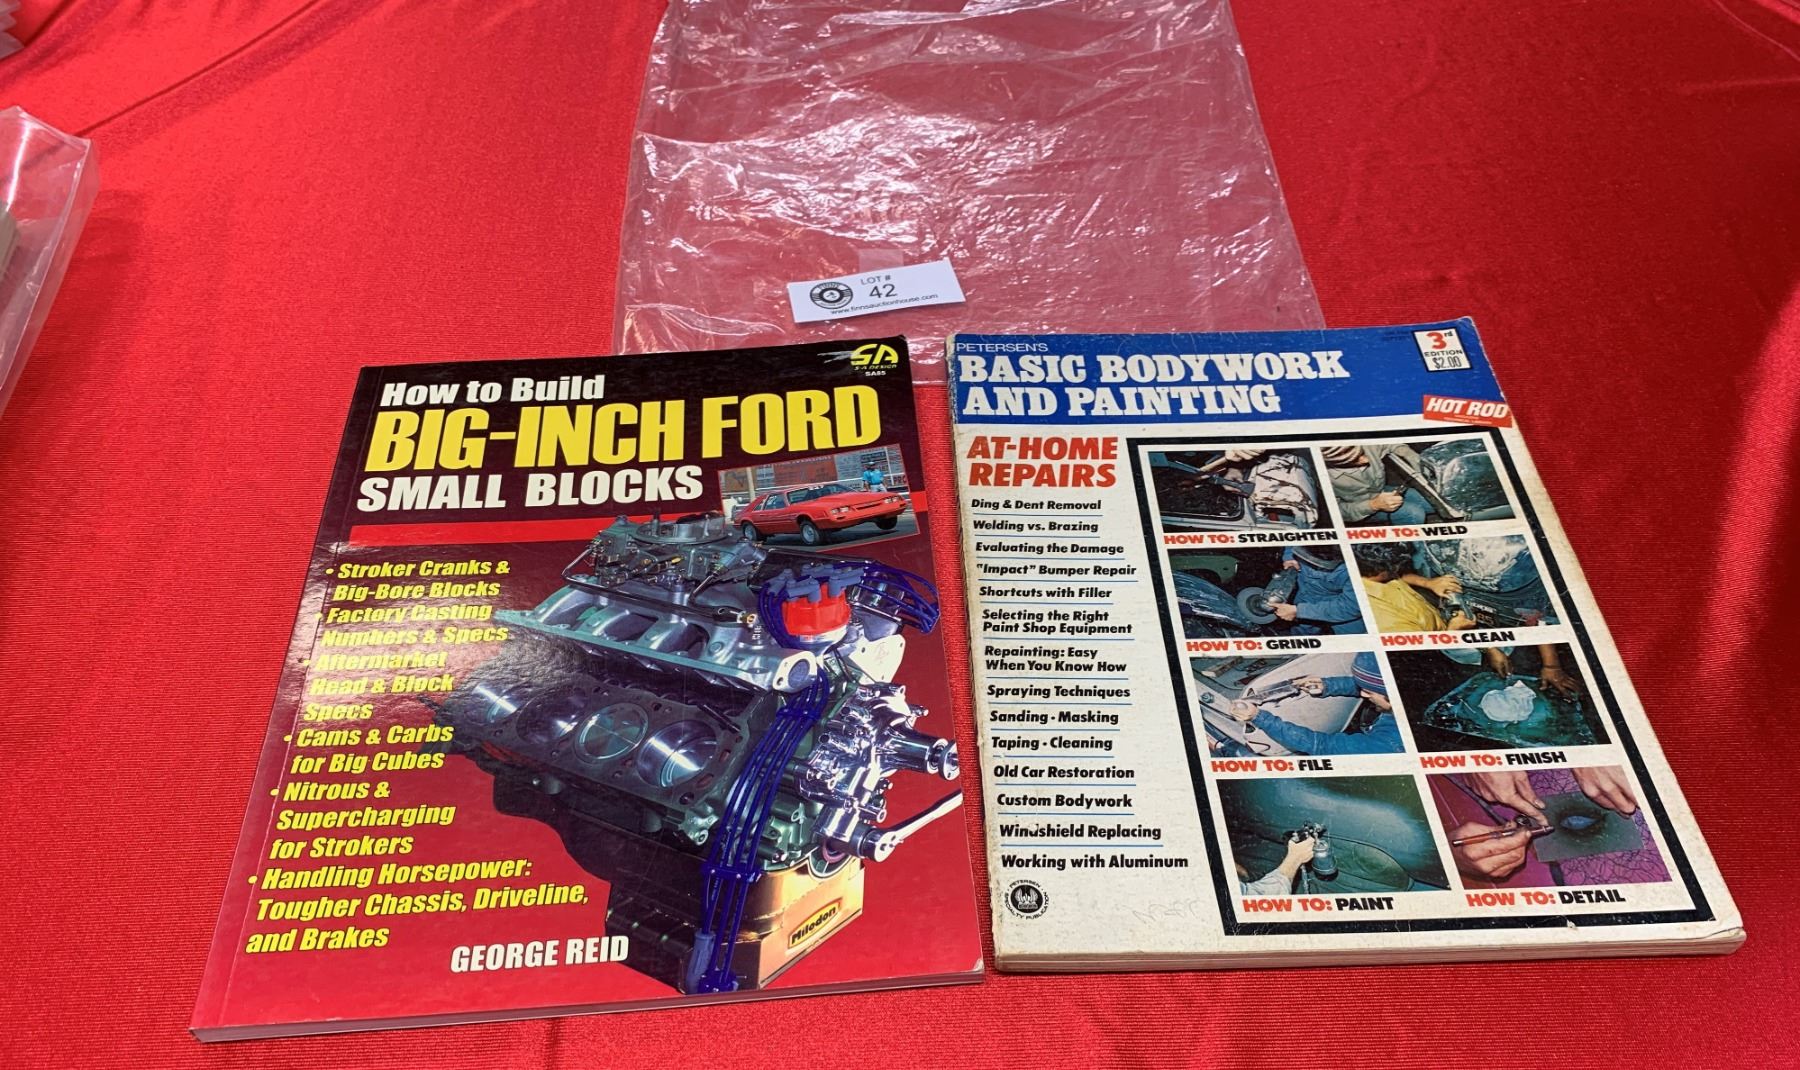 LOT #
42
www.finnsauctionhouse.com
SA
S-A DESIGN
SA85
How to Build
BIG-INCH FORD
SMALL BLOCKS
• Stroker Cranks &
Big-Bore Blocks
• Factory Casting
Numbers & Specs
• Aftermarket
Head & Block
Specs
• Cams & Carbs
for Big Cubes
• Nitrous &
Supercharging
for Strokers
• Handling Horsepower:
Tougher Chassis, Driveline,
and Brakes
GEORGE REID
Milodon
PETERSEN'S
BASIC BODYWORK
AND PAINTING
3rd
EDITION
$2.00
HOT ROD
AT-HOME
REPAIRS
Ding & Dent Removal
Welding vs. Brazing
Evaluating the Damage
"Impact" Bumper Repair
Shortcuts with Filler
Selecting the Right
Paint Shop Equipment
Repainting: Easy
When You Know How
Spraying Techniques
Sanding • Masking
Taping • Cleaning
Old Car Restoration
Custom Bodywork
Windshield Replacing
Working with Aluminum
HOW TO: STRAIGHTEN
HOW TO: WELD
HOW TO: GRIND
HOW TO: CLEAN
HOW TO: FILE
HOW TO: FINISH
HOW TO: PAINT
HOW TO: DETAIL